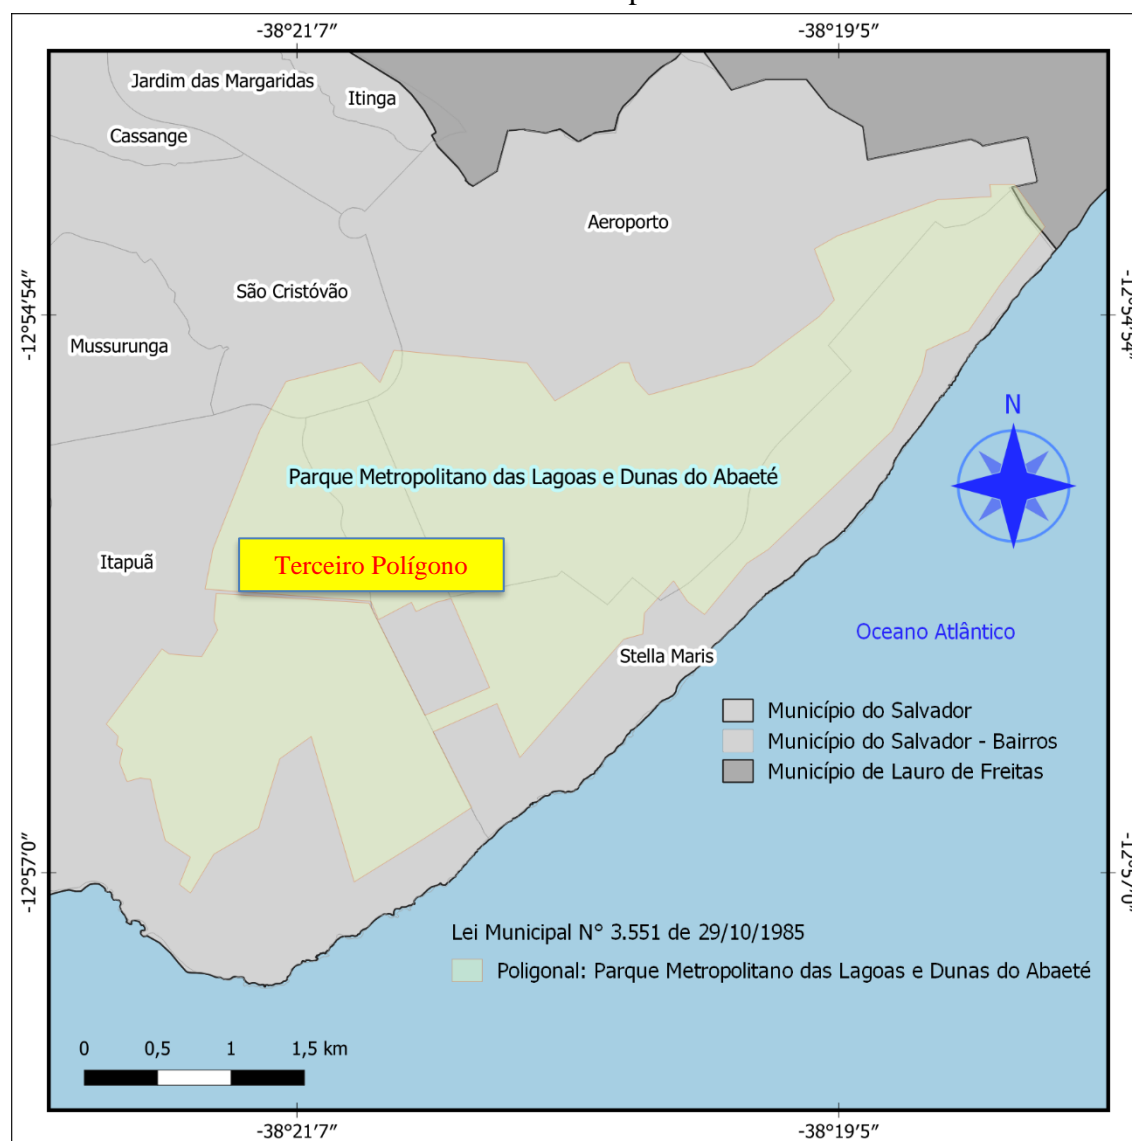 -38°21'7"
-38°19'5"
Jardim das Margaridas
Itinga
Cassange
Aeroporto
São Cristóvão
-12°54'54"
-12°54'54"
Mussurunga
N
Parque Metropolitano das Lagoas e Dunas do Abaeté
Itapuã
Terceiro Polígono
Oceano Atlântico
Stella Maris
Município do Salvador
Município do Salvador - Bairros
Município de Lauro de Freitas
-12°57'0"
-12°57'0"
Lei Municipal N° 3.551 de 29/10/1985
Poligonal: Parque Metropolitano das Lagoas e Dunas do Abaeté
0 0,5 1 1,5 km
-38°21'7"
-38°19'5"